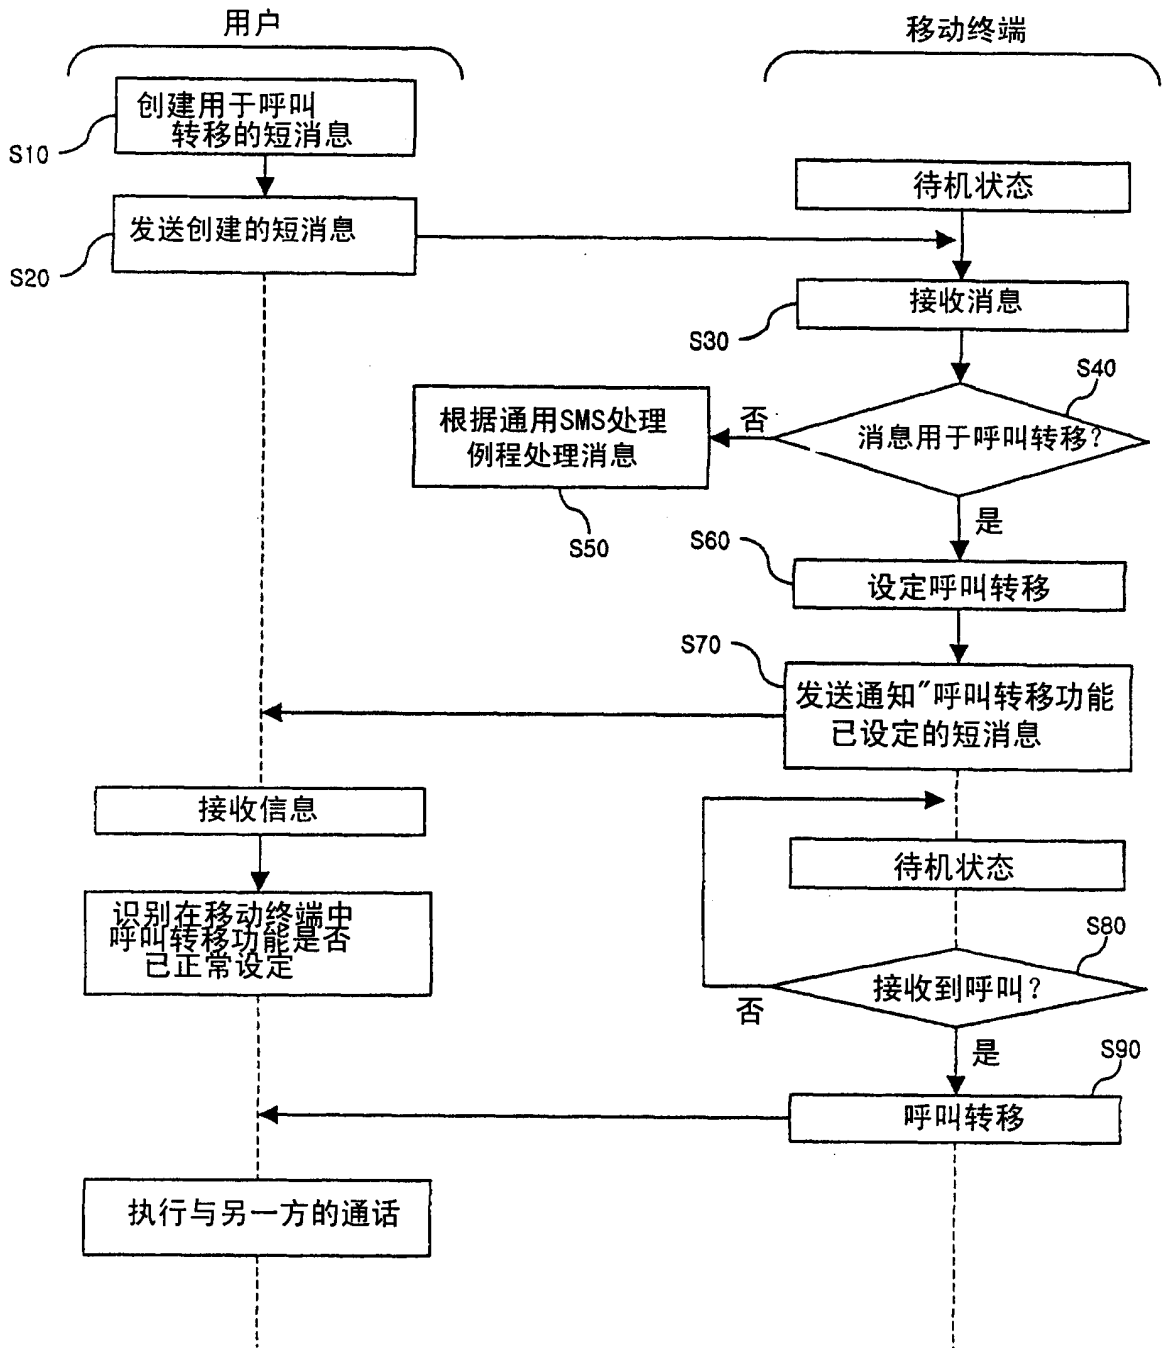 用户
移动终端
创建用于呼叫
转移的短消息
S10
待机状态
发送创建的短消息
S20
接收消息
S30
S40
消息用于呼叫转移?
否
根据通用SMS处理
例程处理消息
S50
是
S60
设定呼叫转移
S70
发送通知"呼叫转移功能
已设定的短消息
接收信息
待机状态
识别在移动终端中
呼叫转移功能是否
已正常设定
S80
接收到呼叫?
否
是
S90
呼叫转移
执行与另一方的通话